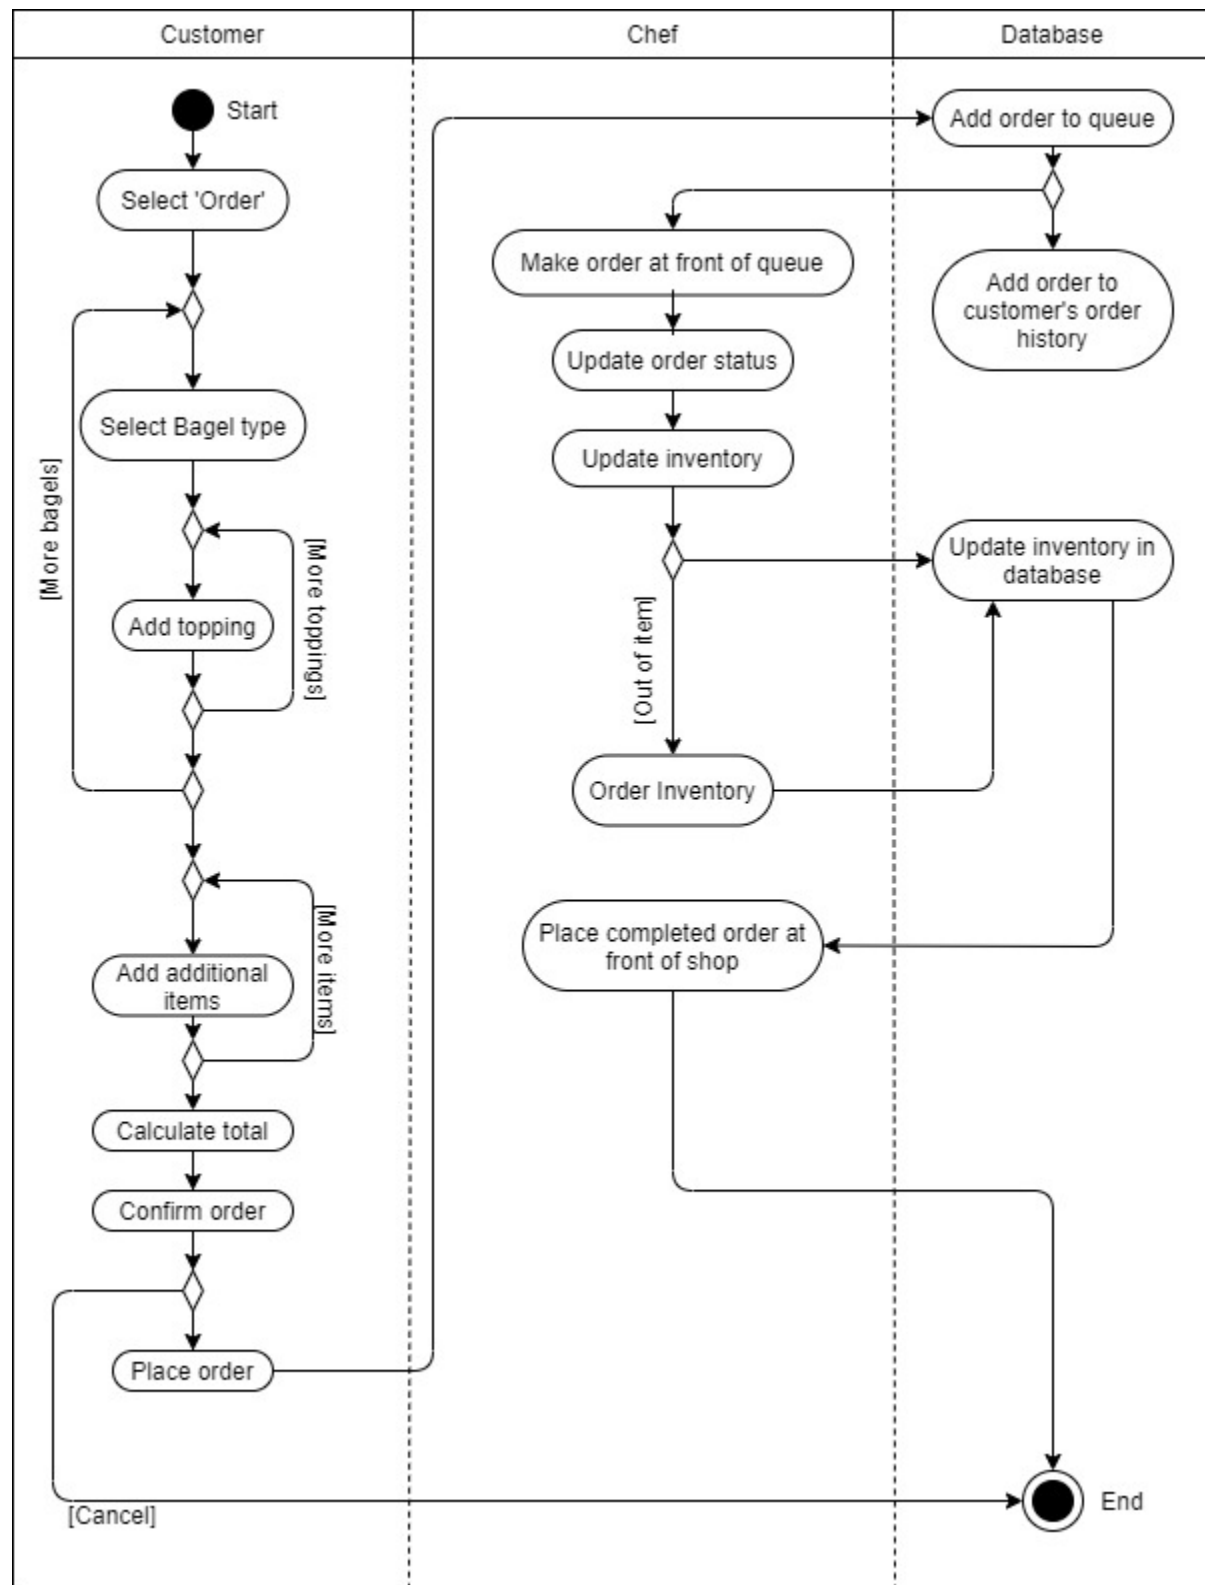 Customer
Chef
Database
Start
Select 'Order'
[More bagels]
Select Bagel type
[More toppings]
Add topping
Add additional
items
[More items]
Calculate total
Confirm order
Place order
[Cancel]
Make order at front of queue
Update order status
Update inventory
[Out of item]
Order Inventory
Place completed order at
front of shop
Add order to queue
Add order to
customer's order
history
Update inventory in
database
End